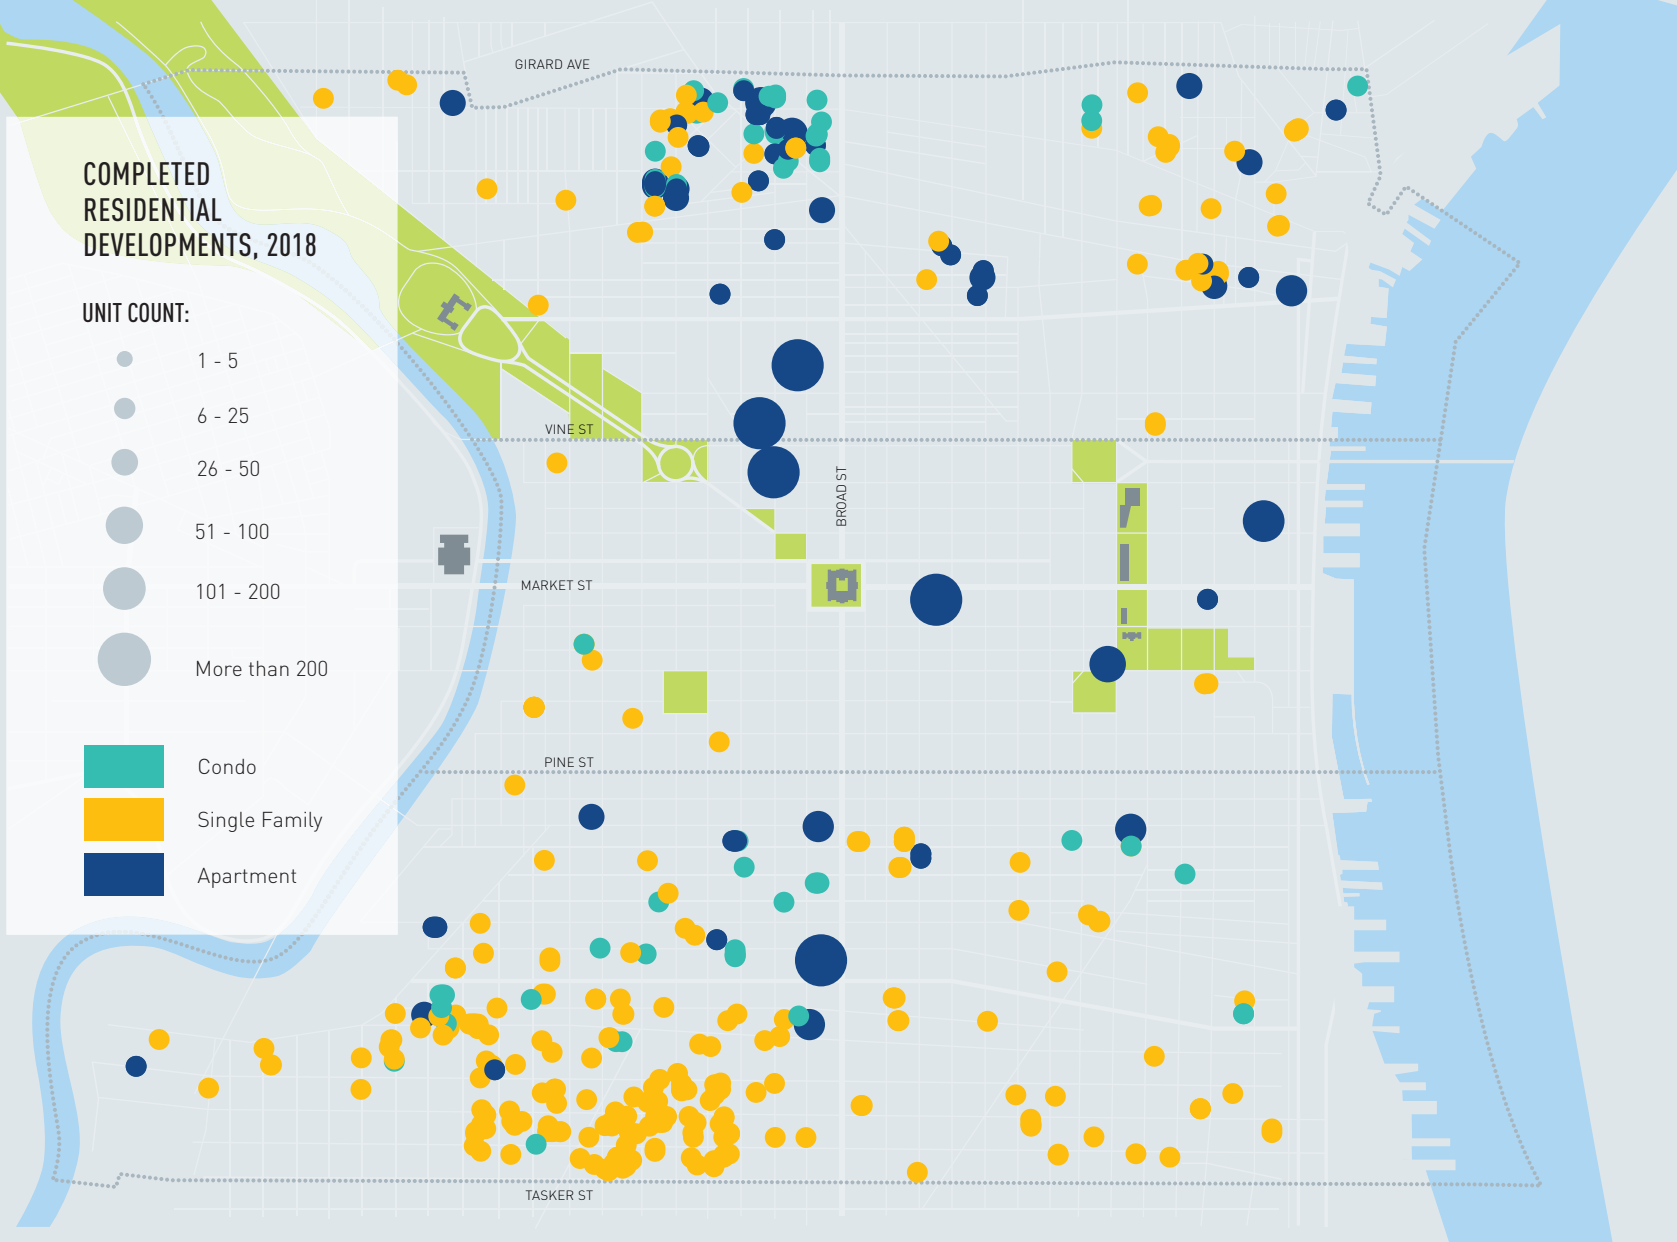 GIRARD AVE
COMPLETED
RESIDENTIAL
DEVELOPMENTS, 2018
UNIT COUNT:
1 - 5
6 - 25
26 - 50
51 - 100
101 - 200
More than 200
Condo
Single Family
Apartment
VINE ST
BROAD ST
MARKET ST
PINE ST
TASKER ST